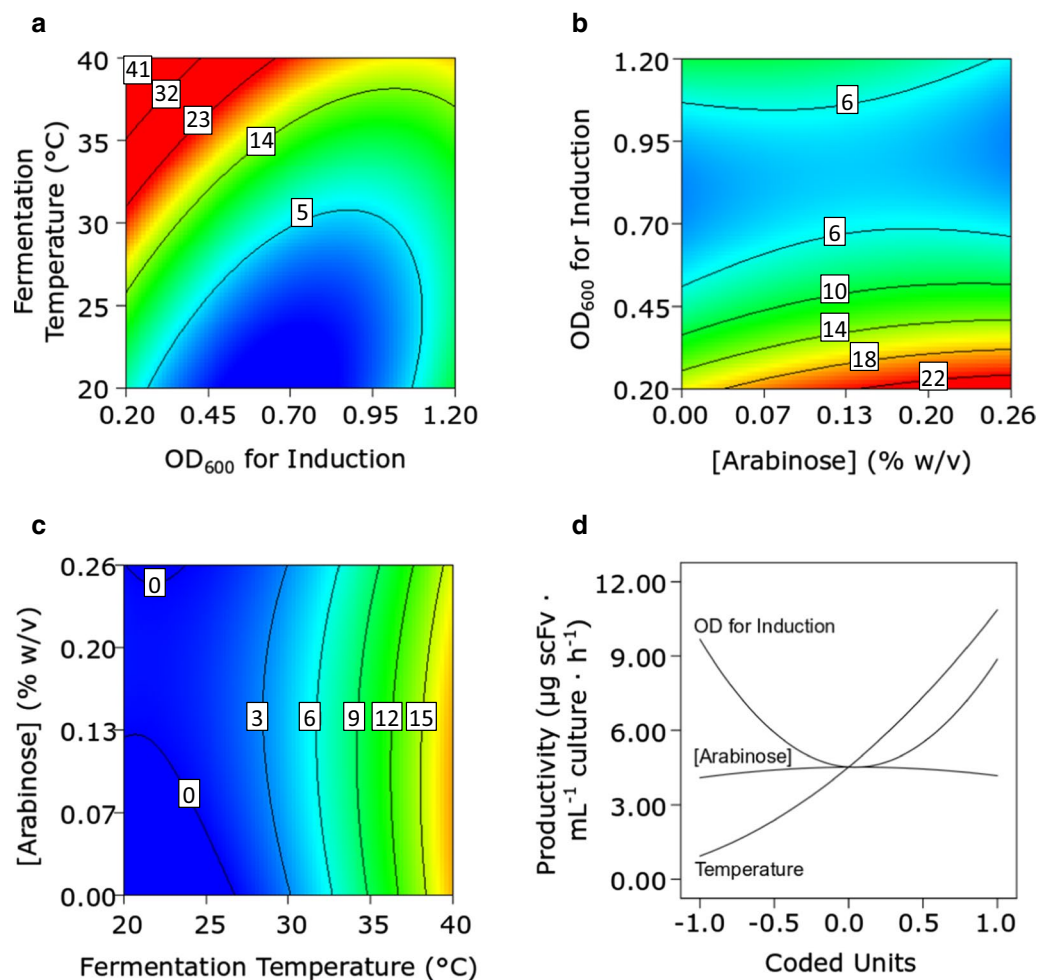 a
Fermentation
Temperature (°C)
40
35
30
25
20
41
32
23
14
5
0.20 0.45 0.70 0.95 1.20
OD600 for Induction
b
OD600 for Induction
1.20
0.95
0.70
0.45
0.20
6
6
10
14
18
22
0.00 0.07 0.13 0.20 0.26
[Arabinose] (% w/v)
c
[Arabinose] (% w/v)
0.26
0.20
0.13
0.07
0.00
0
3 6 9 12 15
0
20 25 30 35 40
Fermentation Temperature (°C)
d
Productivity (µg scFv ·
mL-1 culture · h-1)
12.00
9.00
6.00
3.00
0.00
OD for Induction
[Arabinose]
Temperature
-1.0 -0.5 0.0 0.5 1.0
Coded Units